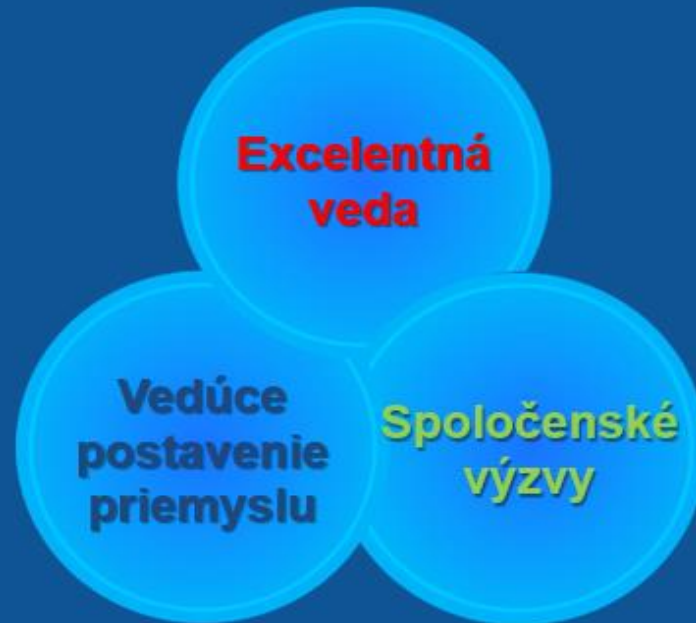 Excelentná
veda
Vedúce
postavenie
priemyslu
Spoločenské
výzvy